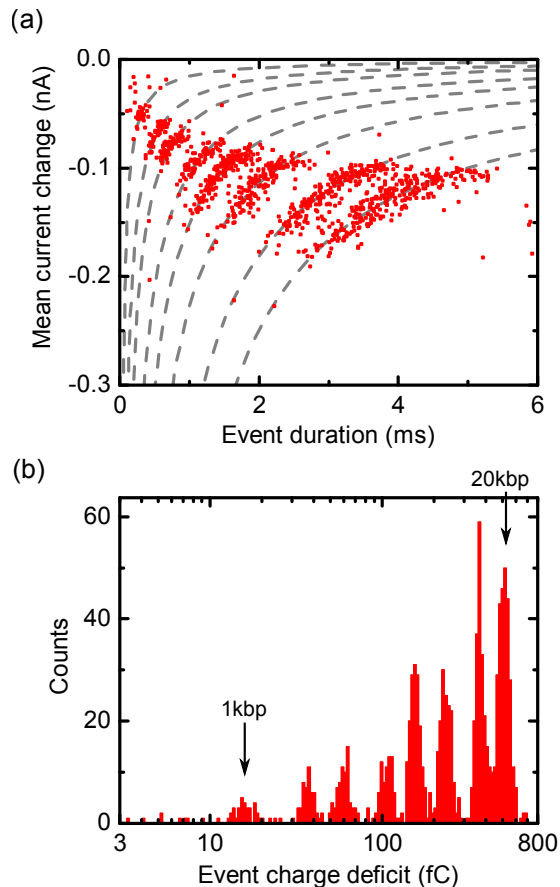 (a)
0.0
-0.1
-0.2
-0.3
Mean current change (nA)
0 2 4 6
Event duration (ms)
(b)
20kbp
60
40
20
0
Counts
1kbp
3 10 100 800
Event charge deficit (fC)